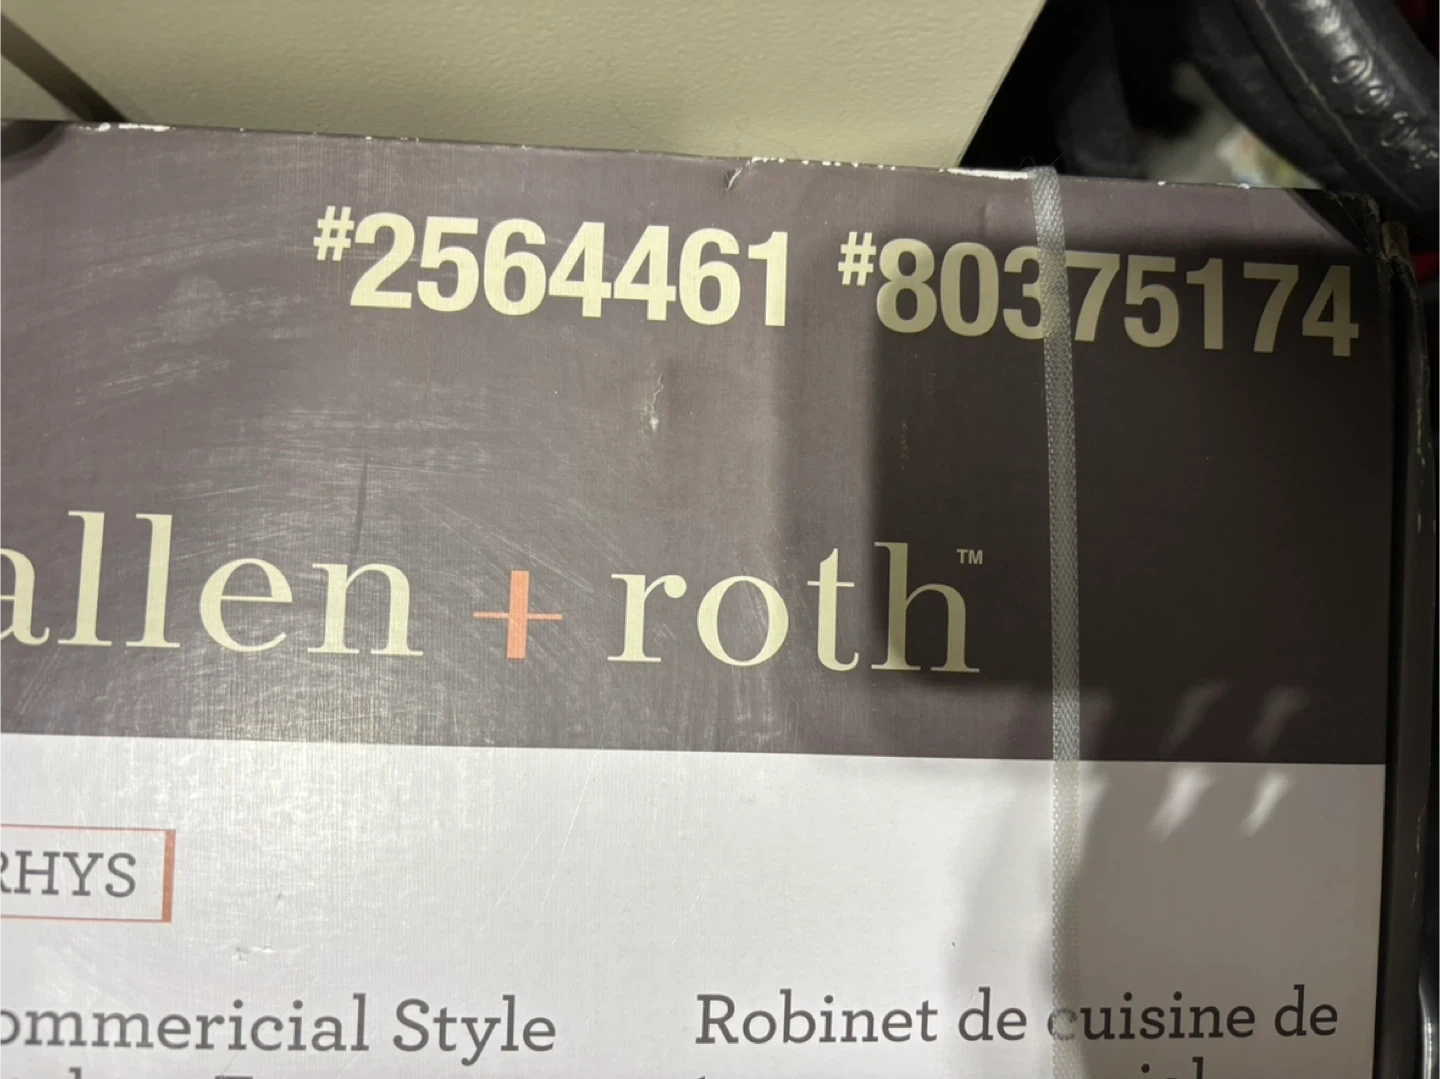 #2564461 #80375174
allen + roth™
RHYS
ommericial Style
Robinet de cuisine de